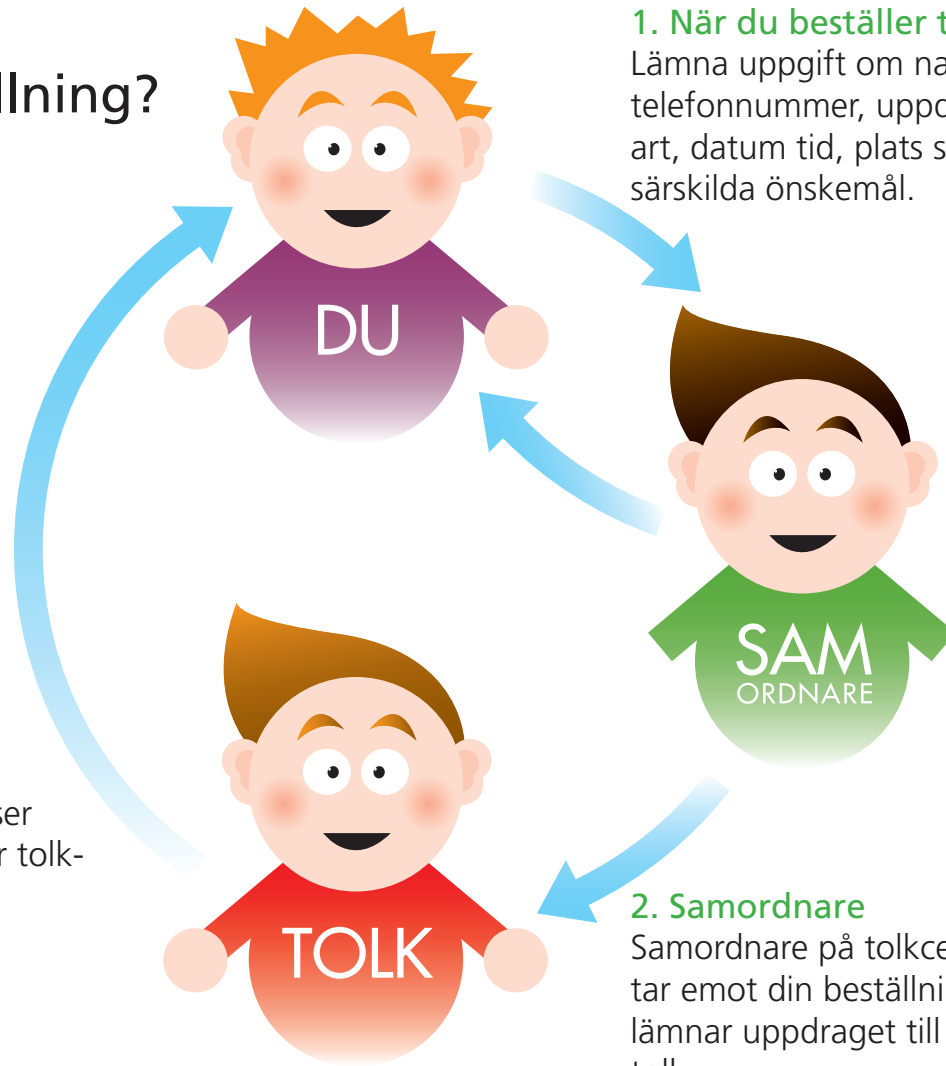 llning?
1. När du beställer t
Lämna uppgift om na
telefonnummer, uppd
art, datum tid, plats s
särskilda önskemål.
DU
SAM
ORDNARE
ser
r tolk-
TOLK
2. Samordnare
Samordnare på tolkce
tar emot din beställni
lämnar uppdraget till